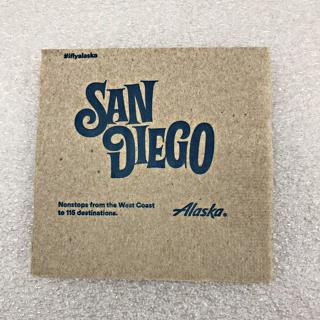 #iflyalaska
SAN
DIEGO
Nonstops from the West Coast
to 115 destinations.
Alaska®